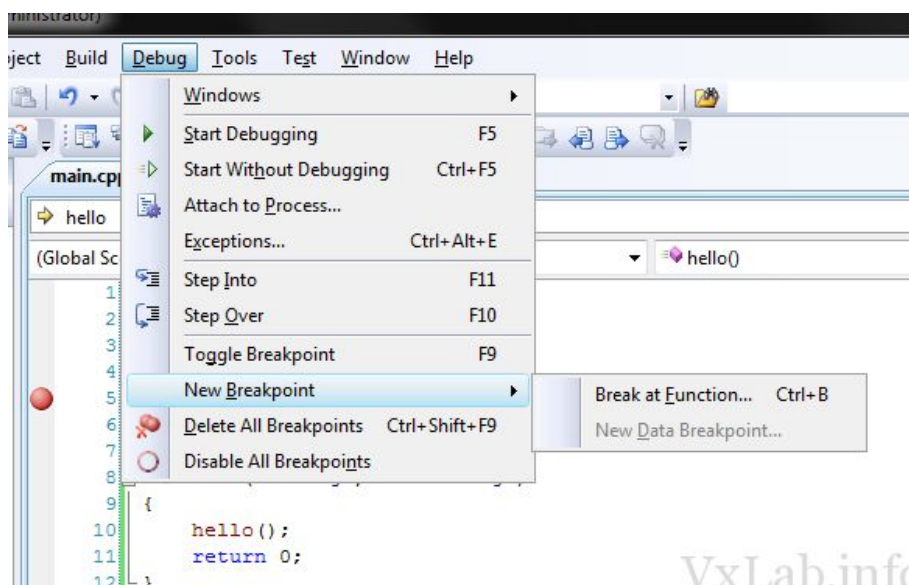 ministrator)
ject Build Debug Tools Test Window Help
Windows
Start Debugging F5
Start Without Debugging Ctrl+F5
Attach to Process...
Exceptions... Ctrl+Alt+E
Step Into F11
Step Over F10
Toggle Breakpoint F9
New Breakpoint
Delete All Breakpoints Ctrl+Shift+F9
Disable All Breakpoints
Break at Function... Ctrl+B
New Data Breakpoint...
main.cp
hello
(Global Sc
hello()
1
2
3
4
5
6
7
8
9 {
10 hello();
11 return 0;
12 }
VxLab.info